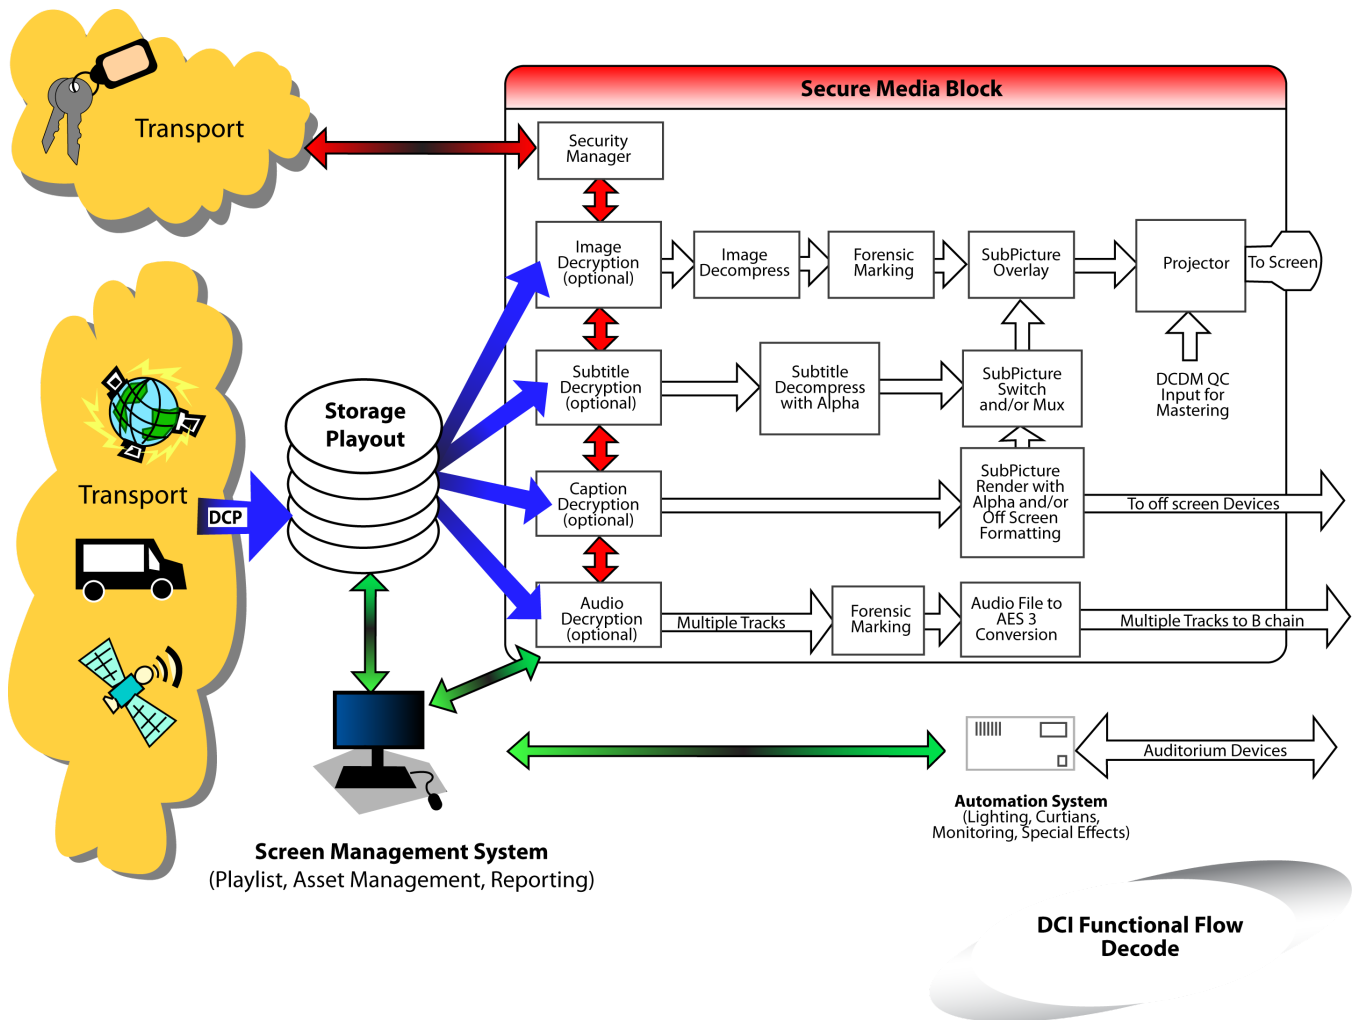 Transport
Secure Media Block
Security
Manager
Image
Decryption
(optional)
Image
Decompress
Forensic
Marking
SubPicture
Overlay
Projector
To Screen
Subtitle
Decryption
(optional)
Subtitle
Decompress
with Alpha
SubPicture
Switch
and/or Mux
DCDM QC
Input for
Mastering
Storage
Playout
Transport
DCP
Caption
Decryption
(optional)
SubPicture
Render with
Alpha and/or
Off Screen
Formatting
To off screen Devices
Audio
Decryption
(optional)
Multiple Tracks
Forensic
Marking
Audio File to
AES 3
Conversion
Multiple Tracks to B chain
Auditorium Devices
Automation System
(Lighting, Curtians,
Monitoring, Special Effects)
Screen Management System
(Playlist, Asset Management, Reporting)
DCI Functional Flow
Decode